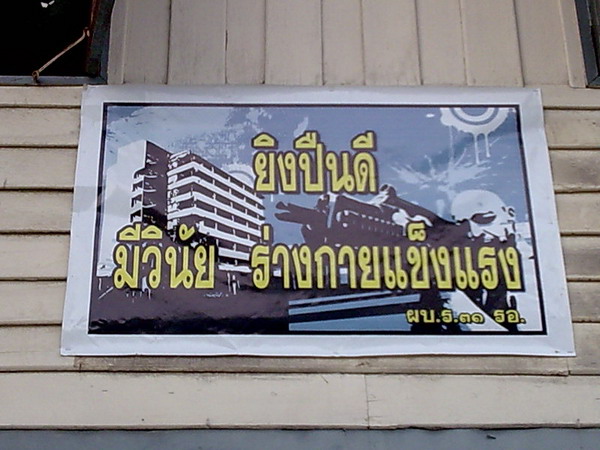 ยิงปืนดี
มีวินัย ร่างกายแข็งแรง
ผบ.ร.๓๑ รอ.